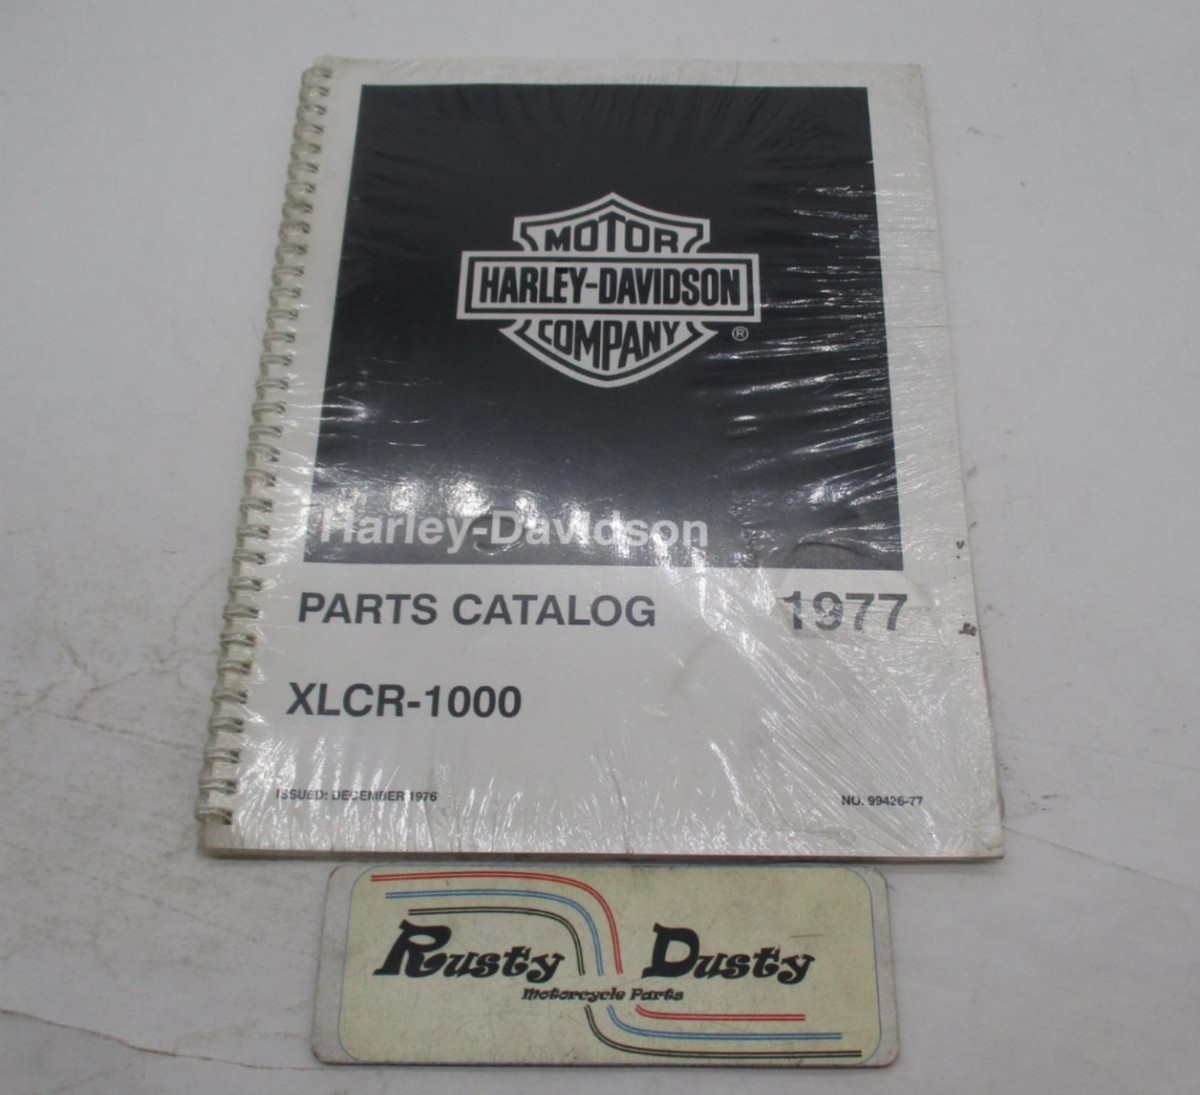 MOTOR
HARLEY-DAVIDSON
COMPANY
®
Harley-Davidson
PARTS CATALOG 1977
XLCR-1000
ISSUED: DECEMBER 1976 NO. 99426-77
Rusty Dusty
Motorcycle Parts